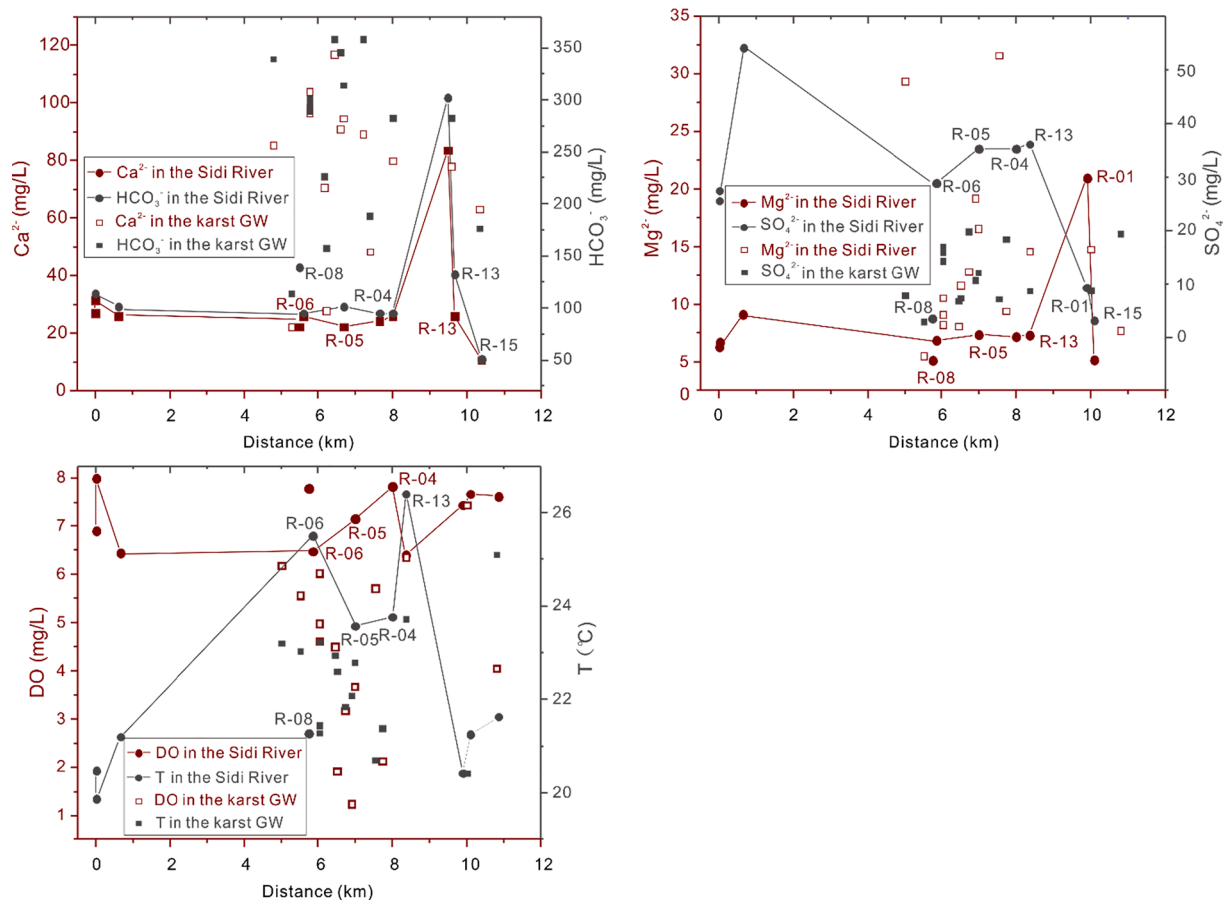 120
100
80
60
40
20
0
Ca²⁻ (mg/L)
350
300
250
200
150
100
50
HCO₃⁻ (mg/L)
Ca²⁻ in the Sidi River
HCO₃⁻ in the Sidi River
Ca²⁻ in the karst GW
HCO₃⁻ in the karst GW
R-08
R-06
R-04
R-05
R-13
R-13
R-15
0 2 4 6 8 10 12
Distance (km)
35
30
25
20
15
10
5
0
Mg²⁻ (mg/L)
50
40
30
20
10
0
SO₄²⁻ (mg/L)
R-05
R-13
R-04
R-06
R-01
Mg²⁻ in the Sidi River
SO₄²⁻ in the Sidi River
Mg²⁻ in the Sidi River
SO₄²⁻ in the karst GW
R-08
R-01
R-15
R-05
R-13
R-08
0 2 4 6 8 10 12
Distance (km)
8
7
6
5
4
3
2
1
DO (mg/L)
26
24
22
20
T (℃)
R-04
R-13
R-06
R-05
R-06
R-05
R-04
R-08
DO in the Sidi River
T in the Sidi River
DO in the karst GW
T in the karst GW
0 2 4 6 8 10 12
Distance (km)